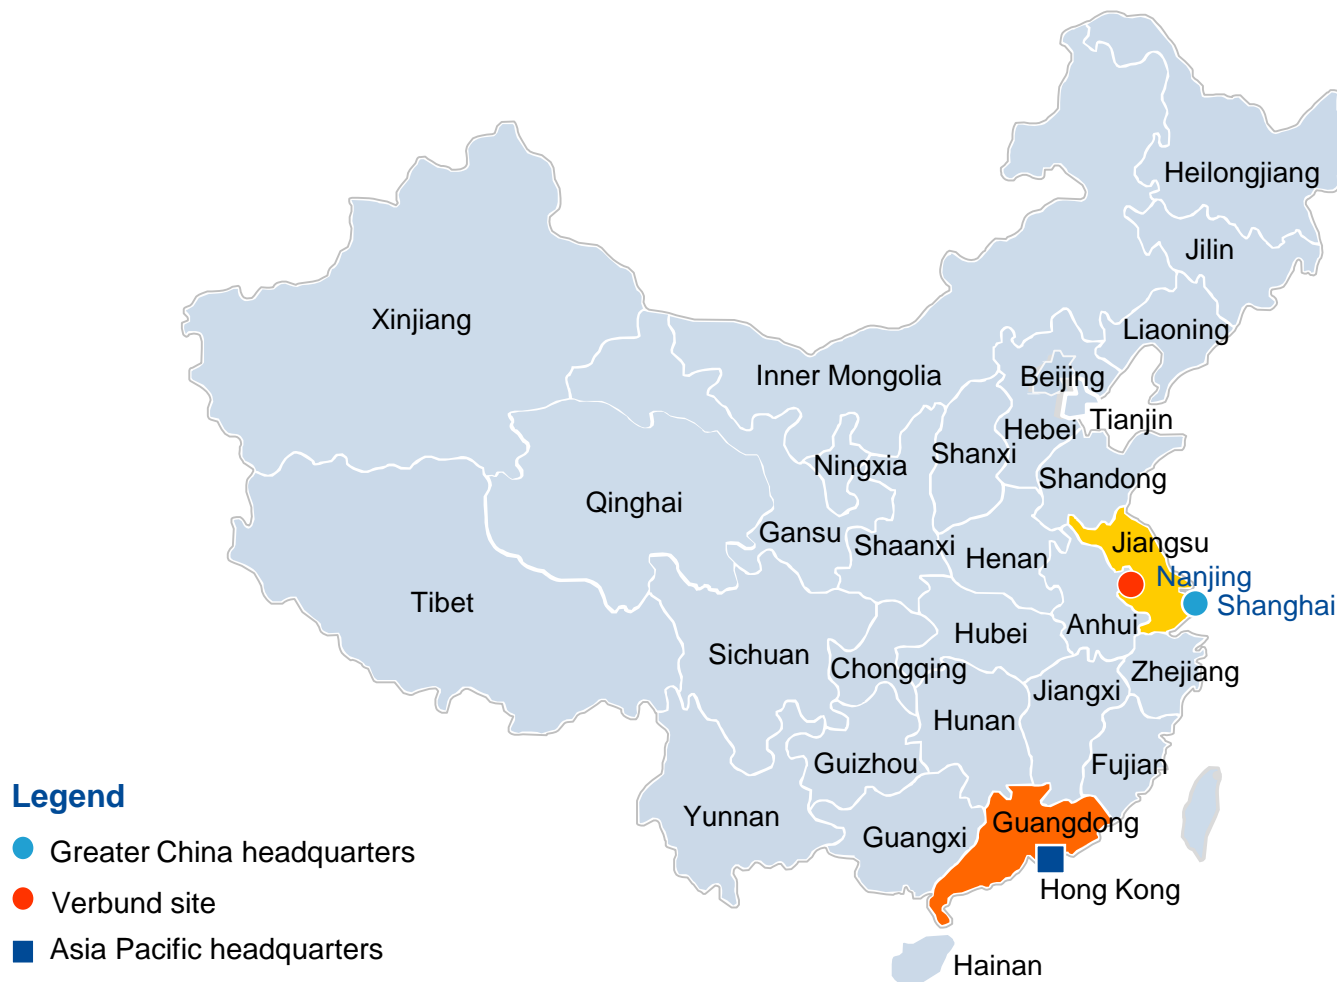 Heilongjiang
Jilin
Xinjiang
Liaoning
Inner Mongolia
Beijing
Tianjin
Hebei
Shanxi
Ningxia
Shandong
Qinghai
Gansu
Shaanxi
Henan
Jiangsu
Nanjing
Shanghai
Tibet
Anhui
Hubei
Sichuan
Chongqing
Zhejiang
Jiangxi
Hunan
Guizhou
Fujian
Yunnan
Guangxi
Guangdong
Hong Kong
Hainan
Legend
Greater China headquarters
Verbund site
Asia Pacific headquarters